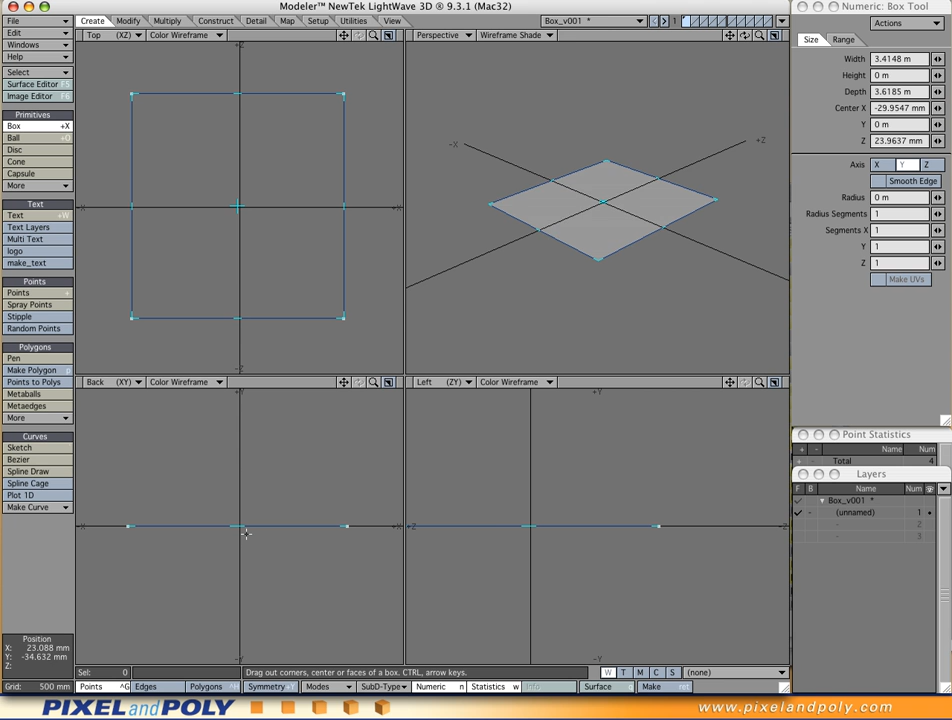 Modeler™ NewTek LightWave 3D ® 9.3.1 (Mac32)
Numeric: Box Tool
File
Create Modify Multiply Construct Detail Map Setup Utilities View
Box_v001 * 1
Actions
Edit
Windows
Help
Top (XZ) Color Wireframe
Perspective Wireframe Shade
Size Range
Select
Surface Editor F5
Image Editor F6
Width 3.4148 m
Height 0 m
Depth 3.6185 m
Center X -29.9547 mm
Y 0 m
Z 23.9637 mm
Axis X Y Z
Smooth Edge
Radius 0 m
Radius Segments 1
Segments X 1
Y 1
Z 1
Make UVs
Primitives
Box +X
Ball +O
Disc
Cone
Capsule
More
Text
Text +W
Text Layers
Multi Text
logo
make_text
Points
Points +
Spray Points
Stipple
Random Points
Polygons
Pen
Make Polygon p
Points to Polys
Metaballs
Metaedges
More
Curves
Sketch
Bezier
Spline Draw
Spline Cage
Plot 1D
Make Curve
+Z
-X
+Z
-Z
Back (XY) Color Wireframe
Left (ZY) Color Wireframe
+Y
+Y
-Y
-Y
Point Statistics
+ - Name Num
Total 4
Layers
F B Name Num
Box_v001 *
(unnamed) 1
2
3
Position
X: 23.088 mm
Y: -34.632 mm
Z:
Sel: 0 Drag out corners, center or faces of a box. CTRL, arrow keys.
W T M C S (none)
Grid: 500 mm
Points ^G Edges Polygons ^H Symmetry +Y Modes SubD-Type Numeric n Statistics w Info Surface q Make ret
PIXEL and POLY
www.pixelandpoly.com